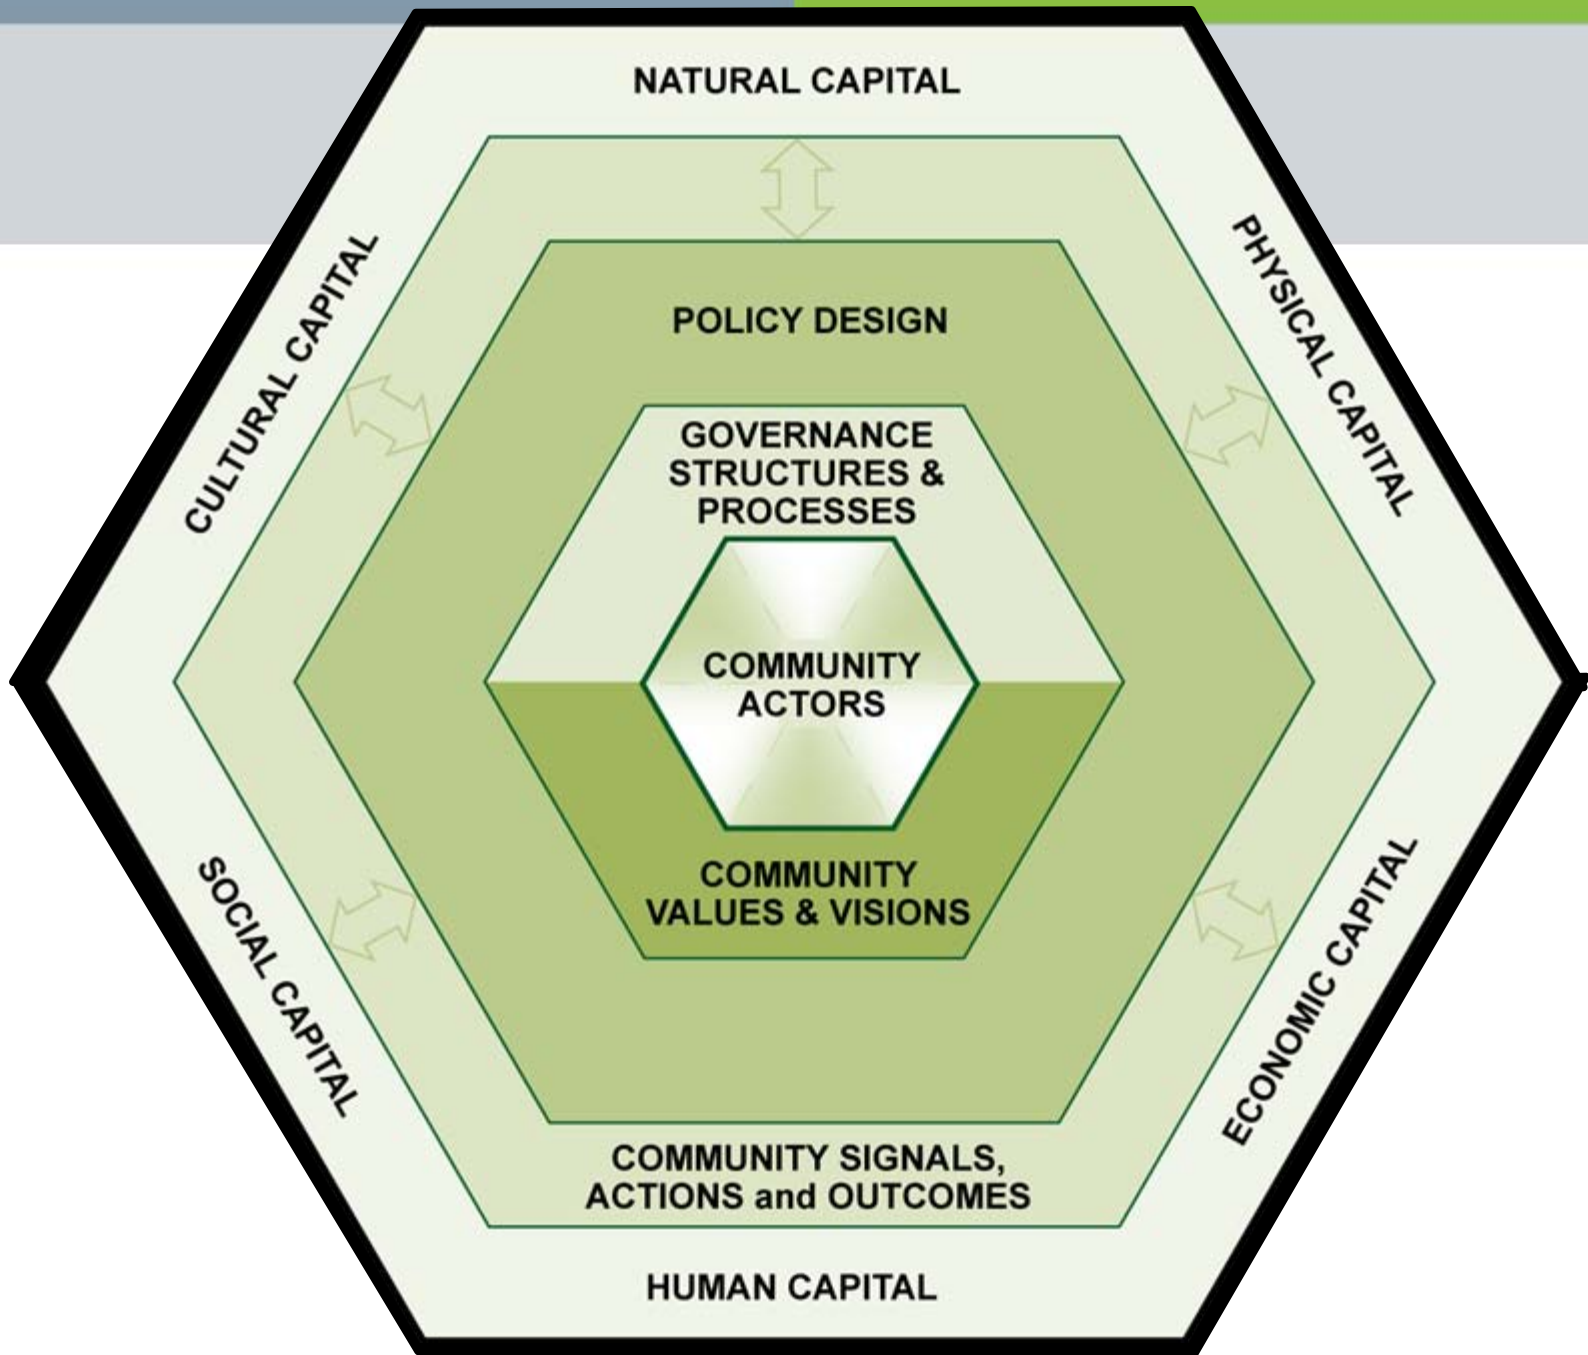 NATURAL CAPITAL
CULTURAL CAPITAL
PHYSICAL CAPITAL
POLICY DESIGN
GOVERNANCE
STRUCTURES &
PROCESSES
COMMUNITY
ACTORS
COMMUNITY
VALUES & VISIONS
SOCIAL CAPITAL
ECONOMIC CAPITAL
COMMUNITY SIGNALS,
ACTIONS and OUTCOMES
HUMAN CAPITAL